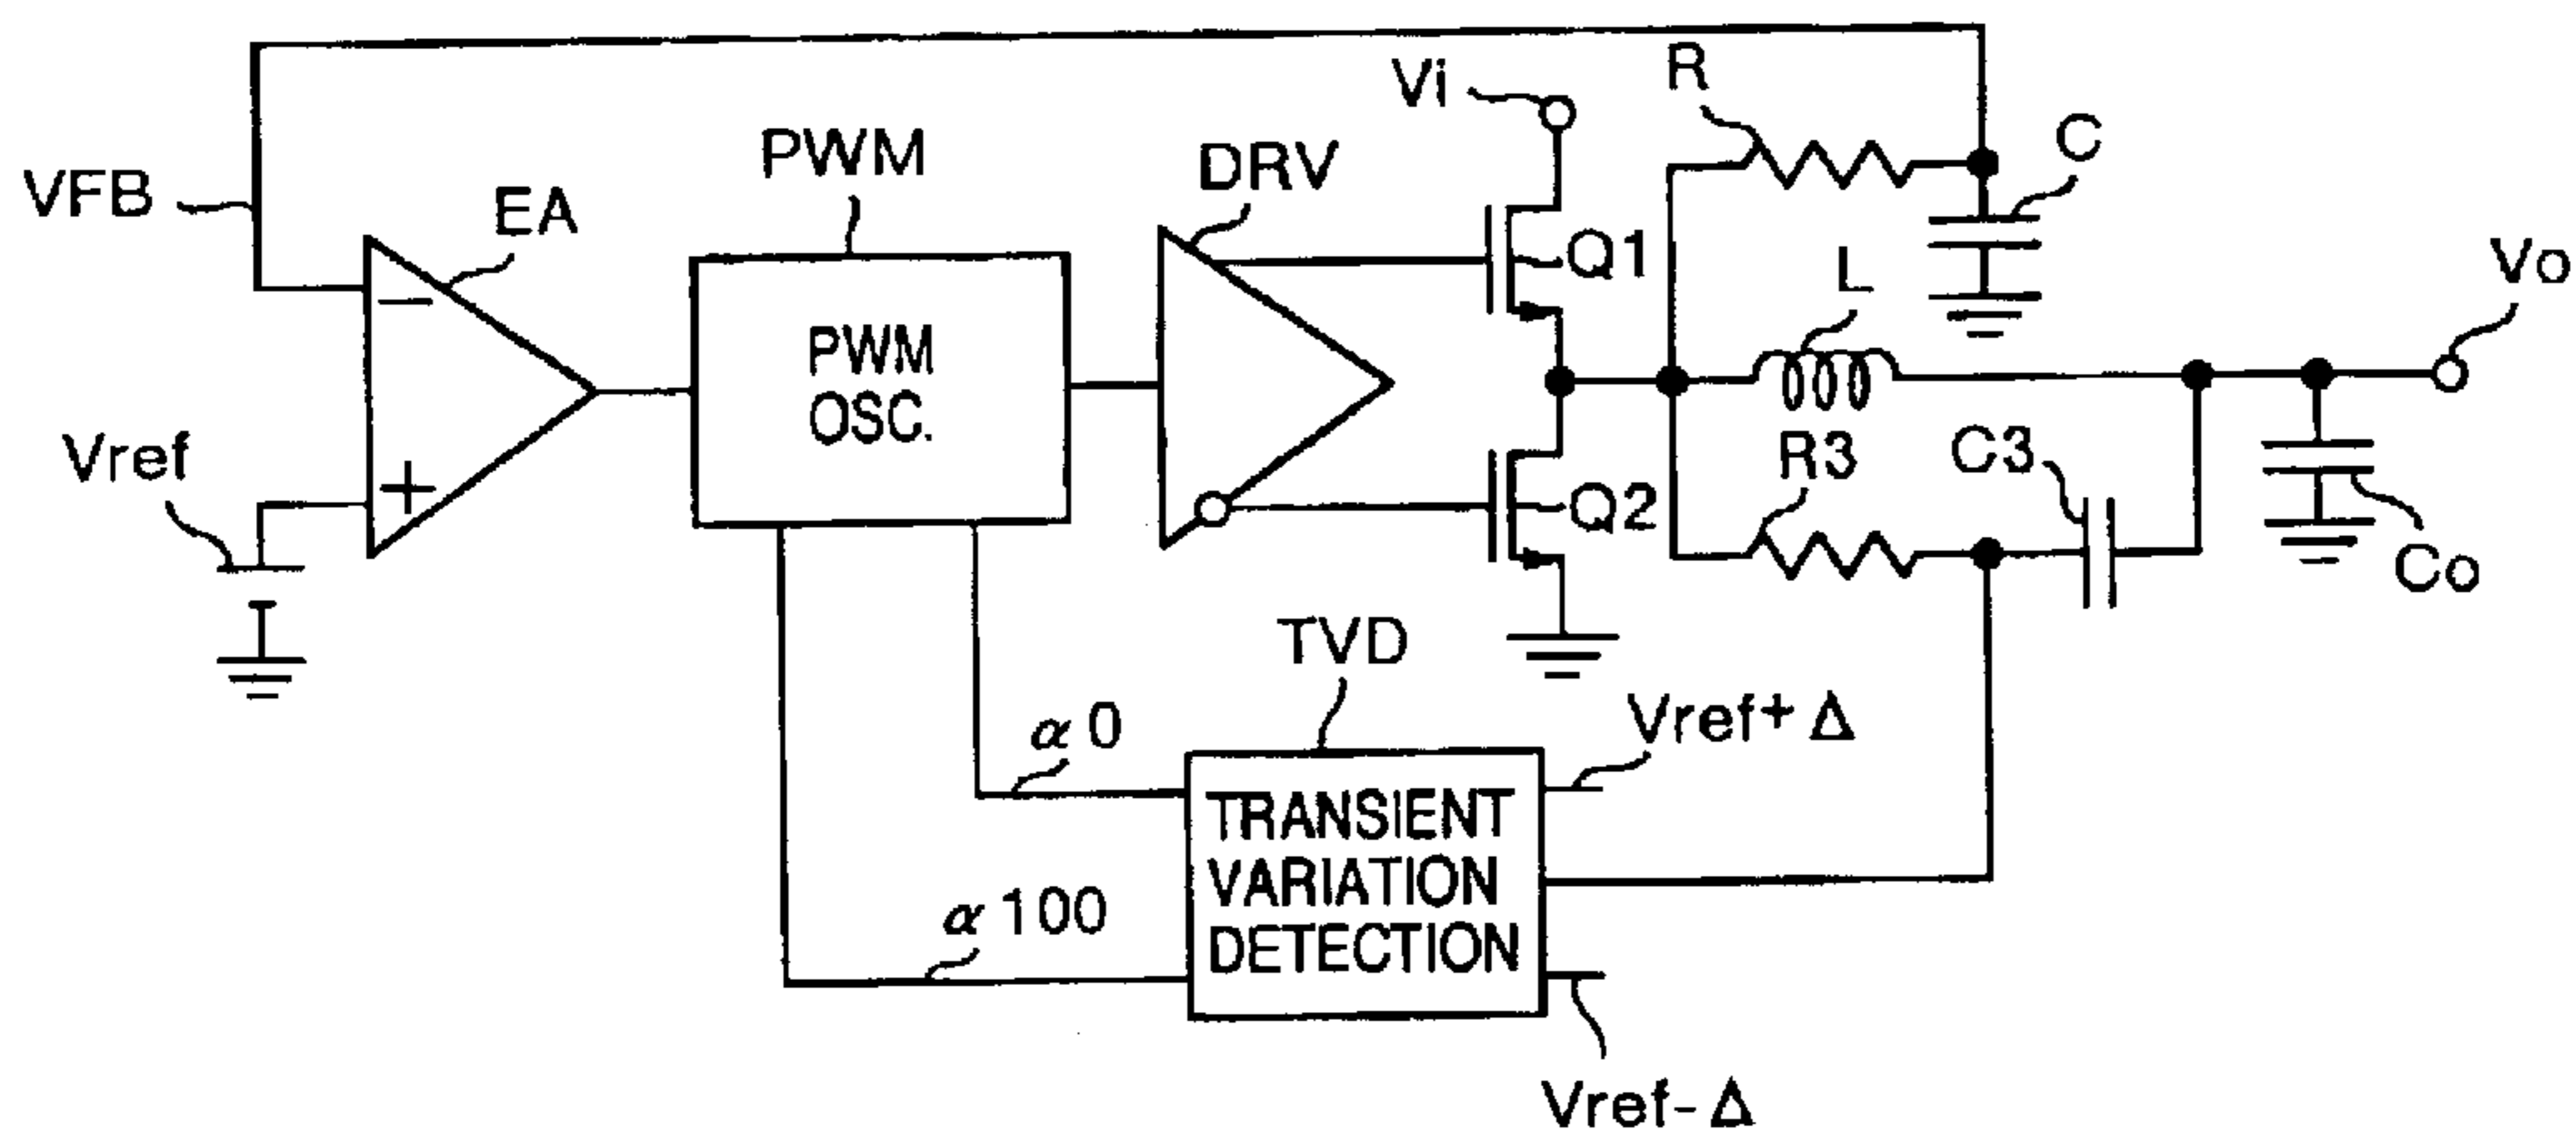 Vi
R
PWM
DRV
C
VFB
EA
Q1
L
Vo
PWM
OSC.
Vref
R3
C3
Q2
Co
TVD
α0
Vref+Δ
TRANSIENT
VARIATION
DETECTION
α100
Vref-Δ
−
+